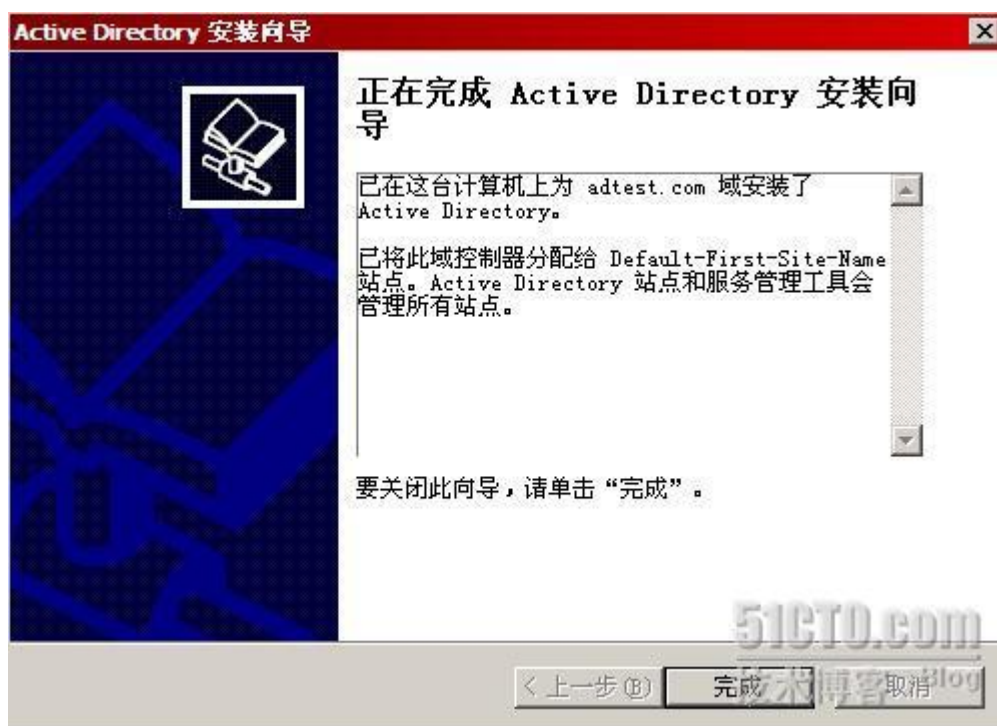 Active Directory 安装向导
正在完成 Active Directory 安装向
导
已在这台计算机上为 adtest.com 域安装了
Active Directory。
已将此域控制器分配给 Default-First-Site-Name
站点。Active Directory 站点和服务管理工具会
管理所有站点。
要关闭此向导，请单击“完成”。
51CTO.com
< 上一步(B)
完成
取消
技术博客 Blog